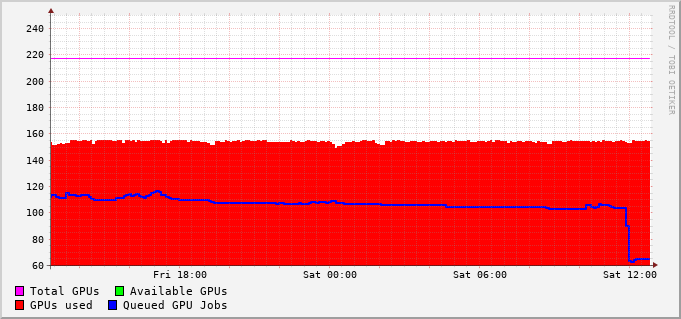 240
220
200
180
160
140
120
100
80
60
Fri 18:00 Sat 00:00 Sat 06:00 Sat 12:00
Total GPUs Available GPUs
GPUs used Queued GPU Jobs
RRDTOOL / TOBI OETIKER